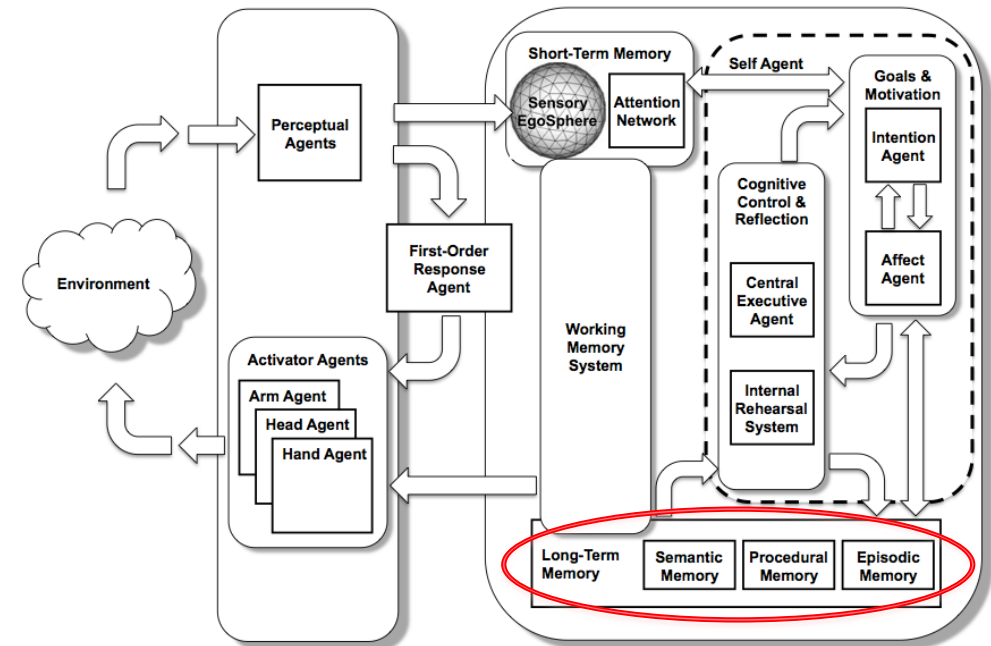 Short-Term Memory
Sensory
EgoSphere
Attention
Network
Self Agent
Goals &
Motivation
Intention
Agent
Affect
Agent
Perceptual
Agents
Cognitive
Control &
Reflection
Central
Executive
Agent
Internal
Rehearsal
System
First-Order
Response
Agent
Environment
Working
Memory
System
Activator Agents
Arm Agent
Head Agent
Hand Agent
Long-Term
Memory
Semantic
Memory
Procedural
Memory
Episodic
Memory